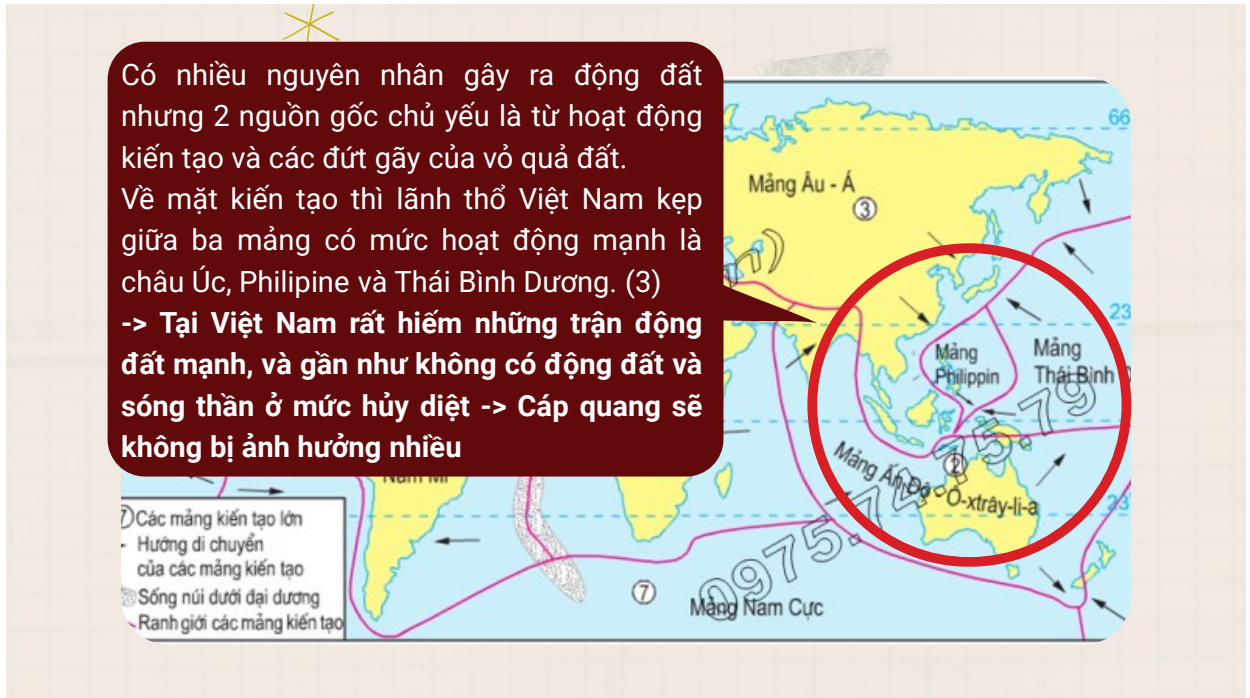 Có nhiều nguyên nhân gây ra động đất
nhưng 2 nguồn gốc chủ yếu là từ hoạt động
kiến tạo và các đứt gãy của vỏ quả đất.
Về mặt kiến tạo thì lãnh thổ Việt Nam kẹp
giữa ba mảng có mức hoạt động mạnh là
châu Úc, Philipine và Thái Bình Dương. (3)
-> Tại Việt Nam rất hiếm những trận động
đất mạnh, và gần như không có động đất và
sóng thần ở mức hủy diệt -> Cáp quang sẽ
không bị ảnh hưởng nhiều
66
Mảng Âu - Á
3
23
Mảng
Philippin
Mảng
Thái Bình
2
Mảng Ấn Độ - Ô-xtrây-li-a
23
Nam Mĩ
7
Mảng Nam Cực
0975.74.75.79
7 Các mảng kiến tạo lớn
Hướng di chuyển
của các mảng kiến tạo
Sống núi dưới đại dương
Ranh giới các mảng kiến tạo